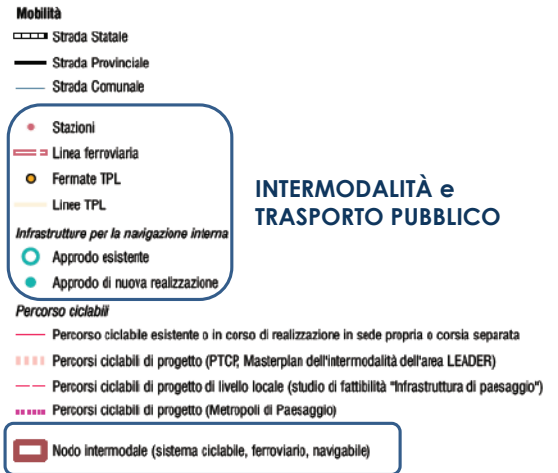 Mobilità
Strada Statale
Strada Provinciale
Strada Comunale
Stazioni
Linea ferroviaria
Fermate TPL
Linee TPL
INTERMODALITÀ e
TRASPORTO PUBBLICO
Infrastrutture per la navigazione interna
Approdo esistente
Approdo di nuova realizzazione
Percorso ciclabili
Percorso ciclabile esistente o in corso di realizzazione in sede propria o corsia separata
Percorsi ciclabili di progetto (PTCP, Masterplan dell'intermodalità dell'area LEADER)
Percorsi ciclabili di progetto di livello locale (studio di fattibilità "Infrastruttura di paesaggio")
Percorsi ciclabili di progetto (Metropoli di Paesaggio)
Nodo intermodale (sistema ciclabile, ferroviario, navigabile)